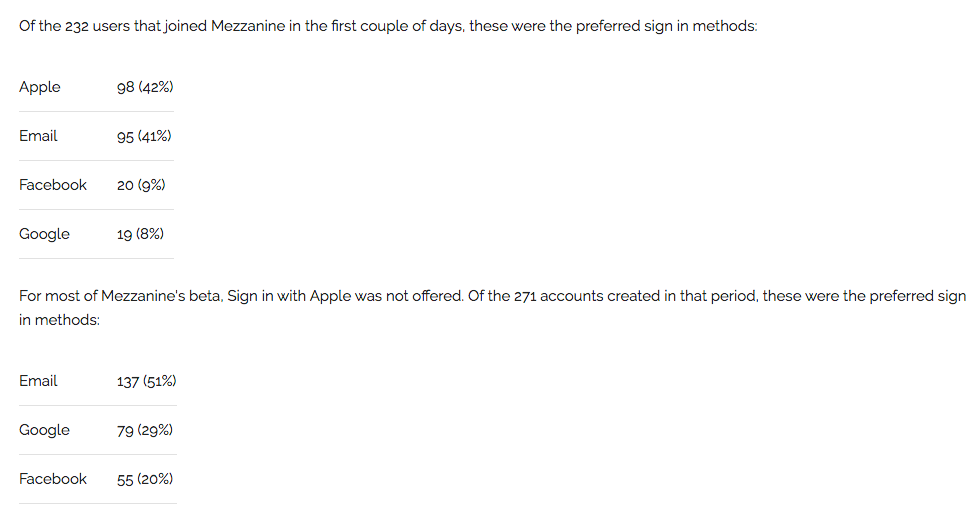 Of the 232 users that joined Mezzanine in the first couple of days, these were the preferred sign in methods:
Apple 98 (42%)
Email 95 (41%)
Facebook 20 (9%)
Google 19 (8%)
For most of Mezzanine's beta, Sign in with Apple was not offered. Of the 271 accounts created in that period, these were the preferred sign
in methods:
Email 137 (51%)
Google 79 (29%)
Facebook 55 (20%)